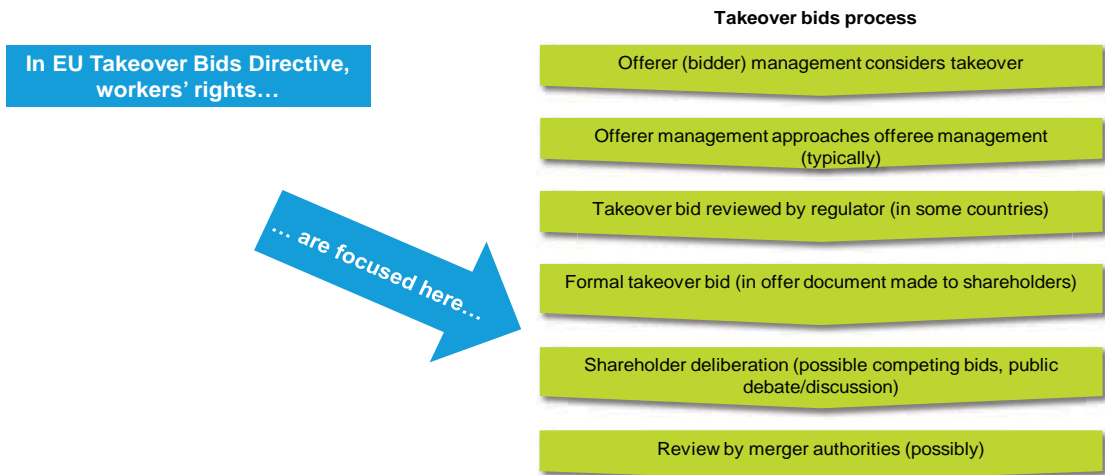 Takeover bids process
In EU Takeover Bids Directive,
workers’ rights…
Offerer (bidder) management considers takeover
Offerer management approaches offeree management
(typically)
Takeover bid reviewed by regulator (in some countries)
… are focused here…
Formal takeover bid (in offer document made to shareholders)
Shareholder deliberation (possible competing bids, public
debate/discussion)
Review by merger authorities (possibly)